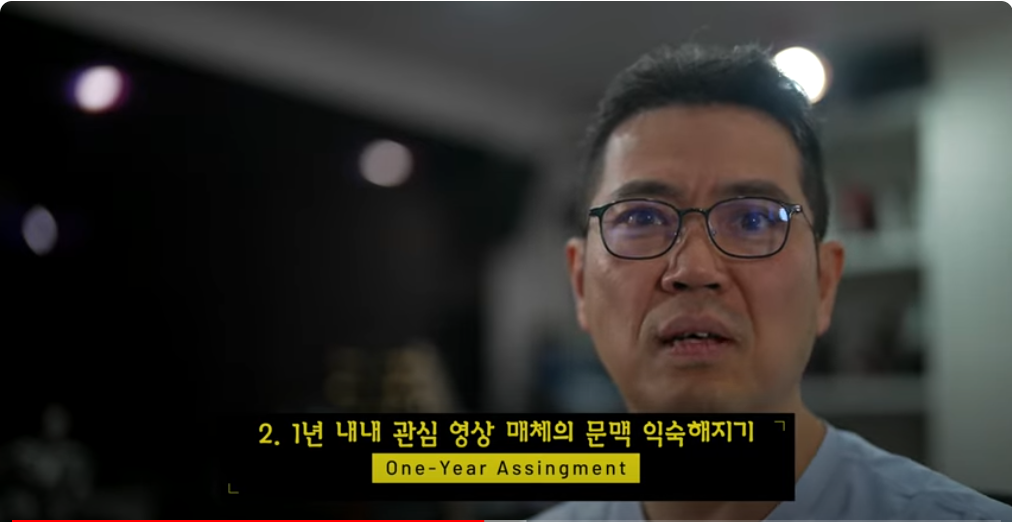 2. 1년 내내 관심 영상 매체의 문맥 익숙해지기
One-Year Assingment